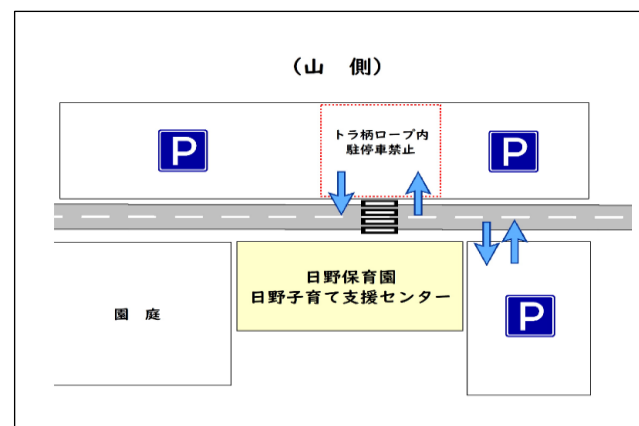 （山　側）
トラ柄ロープ内
駐停車禁止
P
P
日野保育園
日野子育て支援センター
園　庭
P